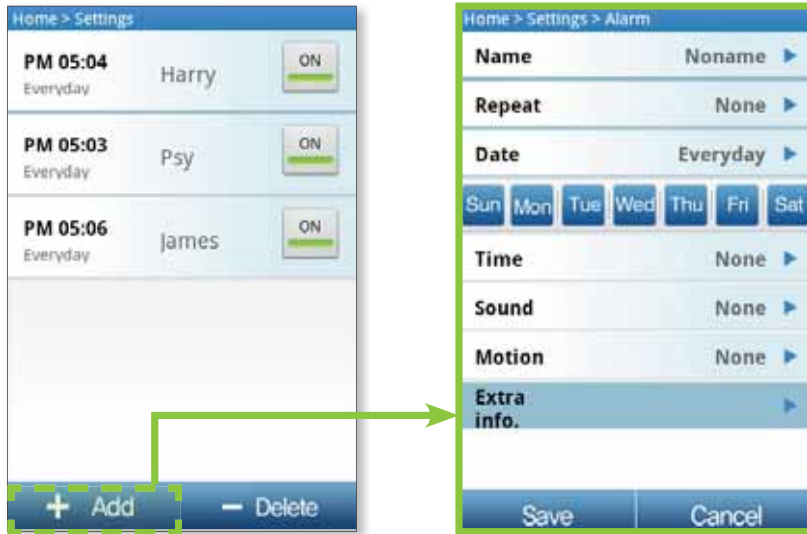 Home > Settings
PM 05:04 Harry ON
Everyday
PM 05:03 Psy ON
Everyday
PM 05:06 James ON
Everyday
+ Add − Delete
Home > Settings > Alarm
Name Noname
Repeat None
Date Everyday
Sun Mon Tue Wed Thu Fri Sat
Time None
Sound None
Motion None
Extra
info.
Save Cancel